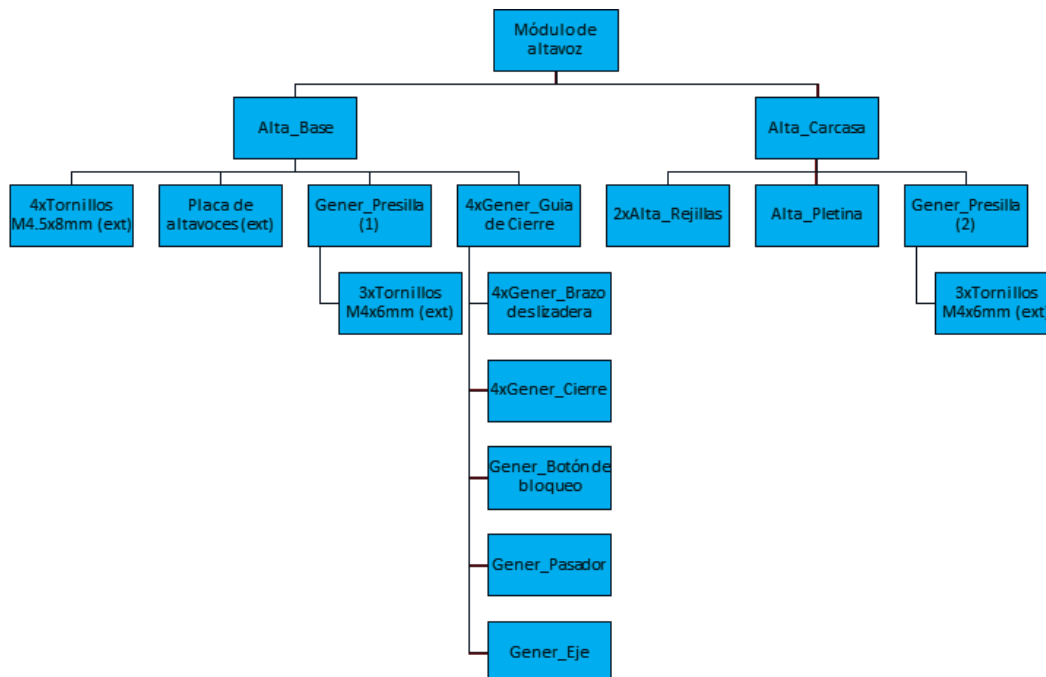 Módulo de
altavoz
Alta_Base
Alta_Carcasa
4xTornillos
M4.5x8mm (ext)
Placa de
altavoces (ext)
Gener_Presilla
(1)
4xGener_Guia
de Cierre
2xAlta_Rejillas
Alta_Pletina
Gener_Presilla
(2)
3xTornillos
M4x6mm (ext)
4xGener_Brazo
deslizadera
3xTornillos
M4x6mm (ext)
4xGener_Cierre
Gener_Botón de
bloqueo
Gener_Pasador
Gener_Eje